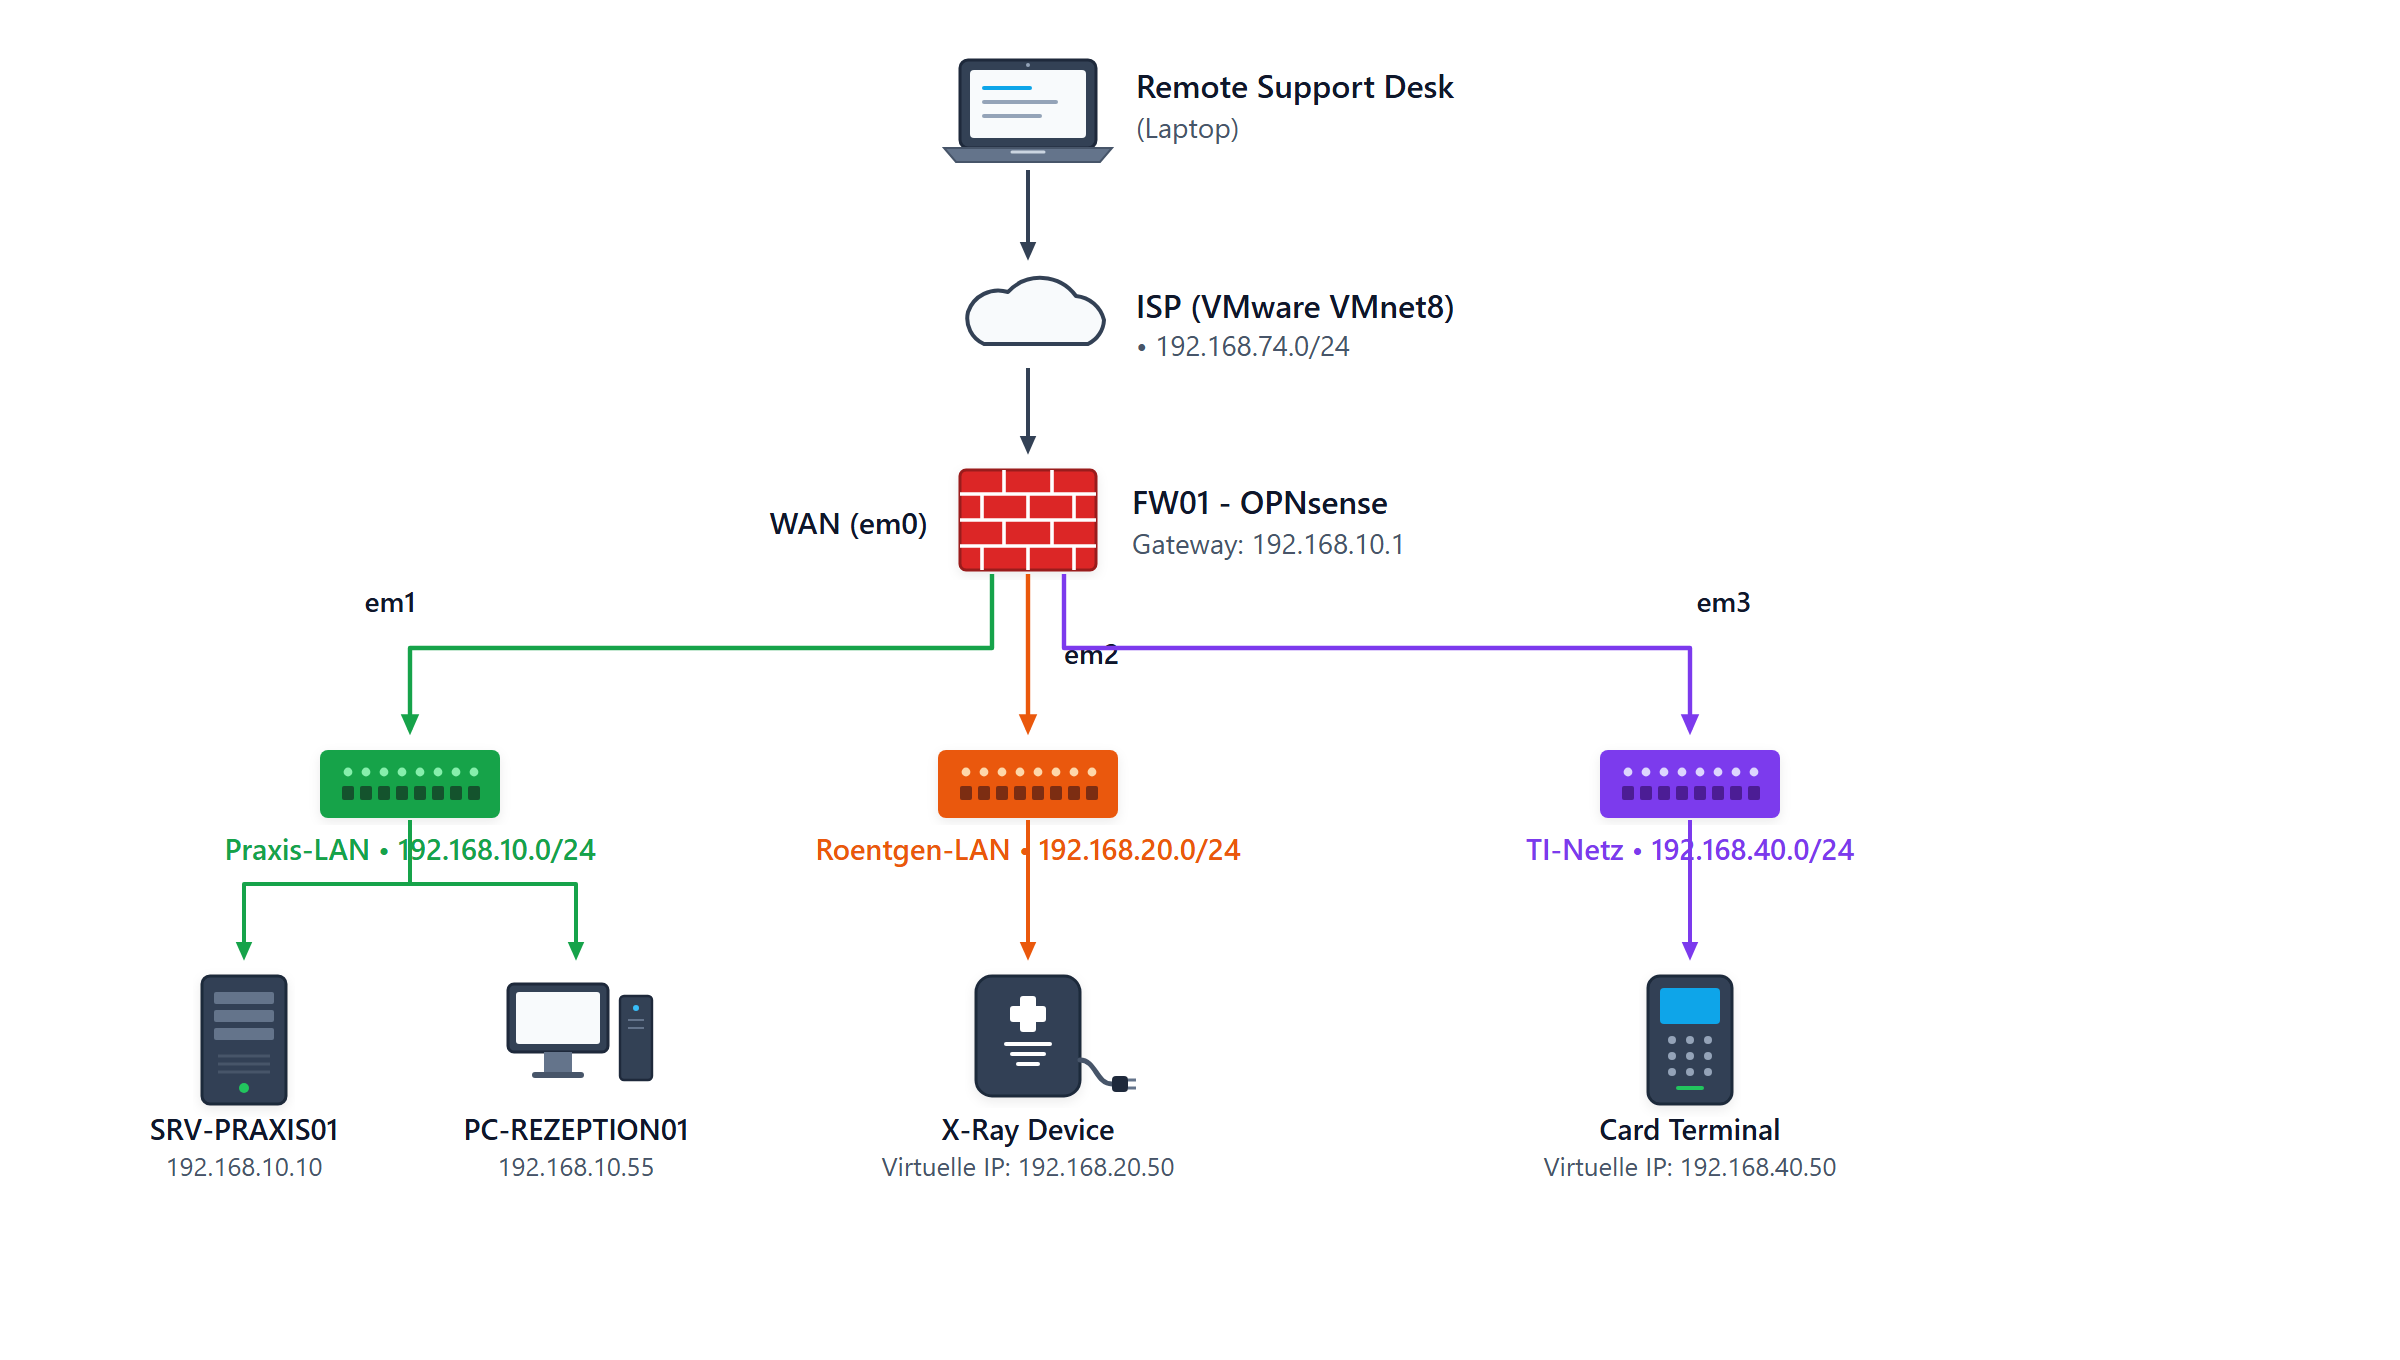 Remote Support Desk
(Laptop)
ISP (VMware VMnet8)
• 192.168.74.0/24
WAN (em0)
FW01 - OPNsense
Gateway: 192.168.10.1
em1
em2
em3
Praxis-LAN • 192.168.10.0/24
Roentgen-LAN • 192.168.20.0/24
TI-Netz • 192.168.40.0/24
SRV-PRAXIS01
192.168.10.10
PC-REZEPTION01
192.168.10.55
X-Ray Device
Virtuelle IP: 192.168.20.50
Card Terminal
Virtuelle IP: 192.168.40.50